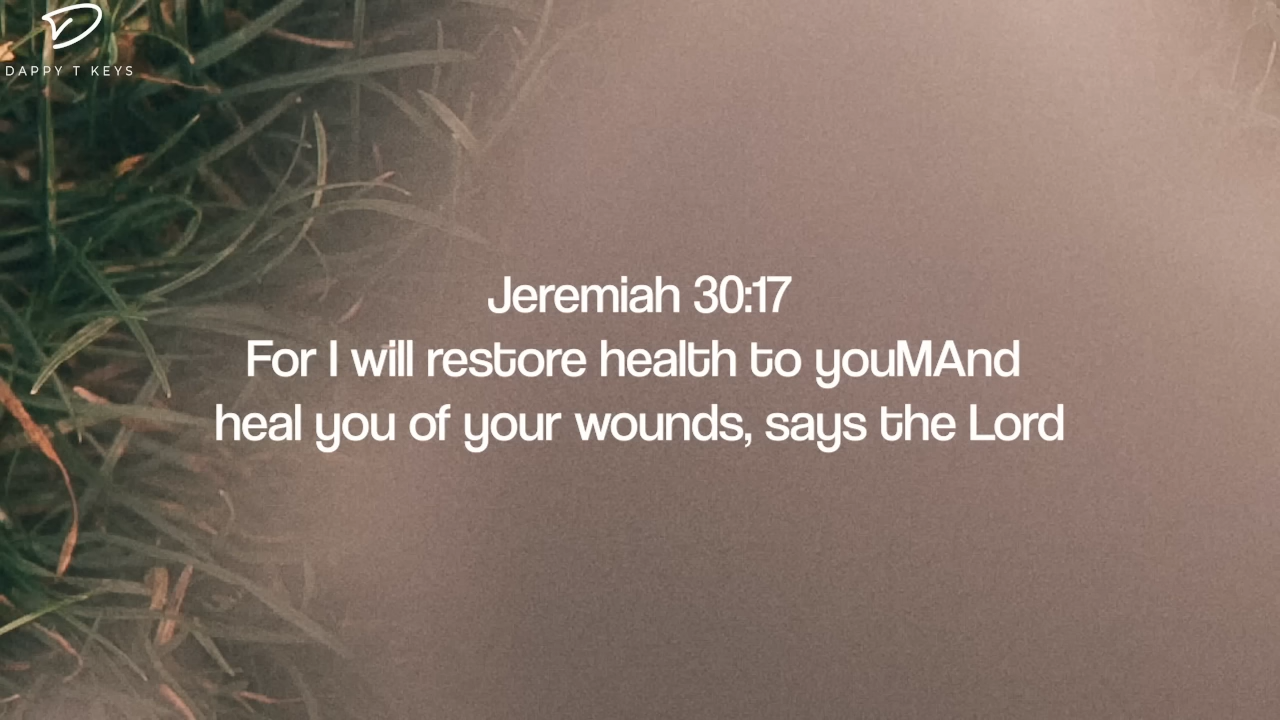 DAPPY T KEYS
Jeremiah 30:17
For I will restore health to youMAnd
heal you of your wounds, says the Lord